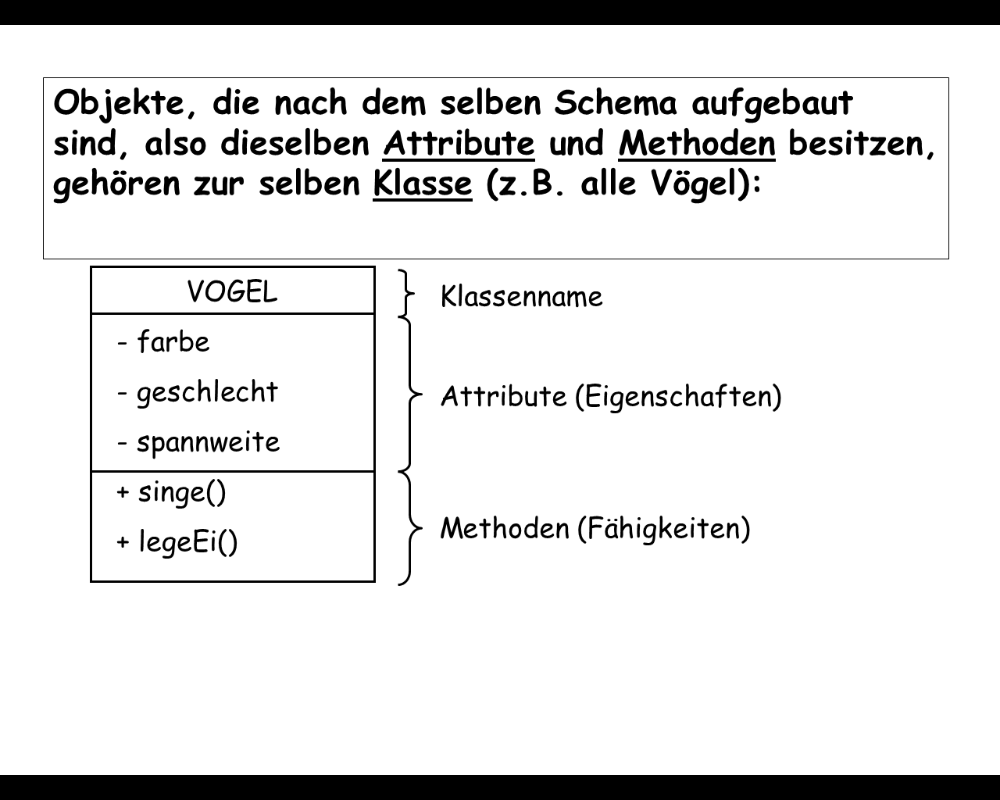 Objekte, die nach dem selben Schema aufgebaut
sind, also dieselben Attribute und Methoden besitzen,
gehören zur selben Klasse (z.B. alle Vögel):
VOGEL
Klassenname
- farbe
- geschlecht
Attribute (Eigenschaften)
- spannweite
+ singe()
Methoden (Fähigkeiten)
+ legeEi()